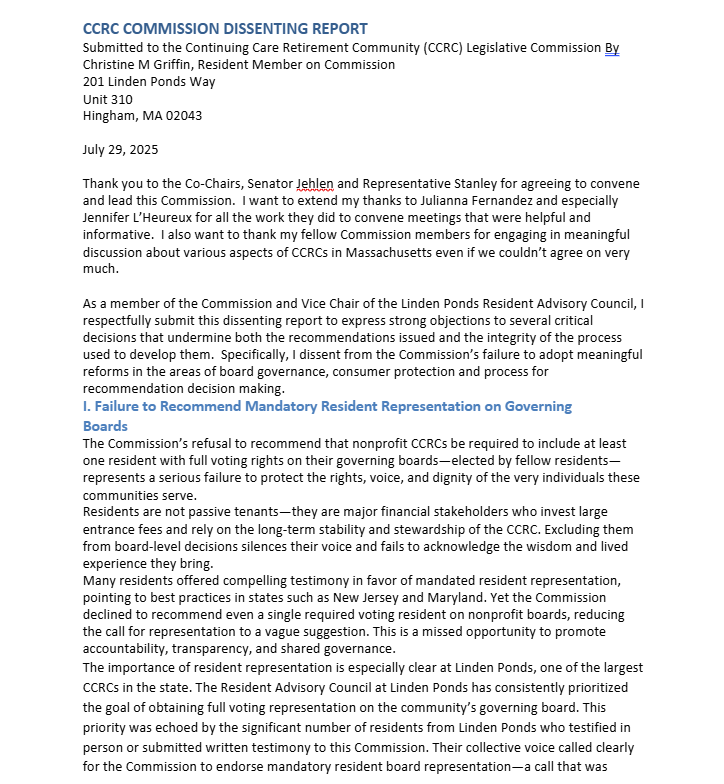 CCRC COMMISSION DISSENTING REPORT
Submitted to the Continuing Care Retirement Community (CCRC) Legislative Commission By
Christine M Griffin, Resident Member on Commission
201 Linden Ponds Way
Unit 310
Hingham, MA 02043
July 29, 2025
Thank you to the Co-Chairs, Senator Jehlen and Representative Stanley for agreeing to convene
and lead this Commission.  I want to extend my thanks to Julianna Fernandez and especially
Jennifer L’Heureux for all the work they did to convene meetings that were helpful and
informative.  I also want to thank my fellow Commission members for engaging in meaningful
discussion about various aspects of CCRCs in Massachusetts even if we couldn’t agree on very
much.
As a member of the Commission and Vice Chair of the Linden Ponds Resident Advisory Council, I
respectfully submit this dissenting report to express strong objections to several critical
decisions that undermine both the recommendations issued and the integrity of the process
used to develop them.  Specifically, I dissent from the Commission’s failure to adopt meaningful
reforms in the areas of board governance, consumer protection and process for
recommendation decision making.
I. Failure to Recommend Mandatory Resident Representation on Governing
Boards
The Commission’s refusal to recommend that nonprofit CCRCs be required to include at least
one resident with full voting rights on their governing boards—elected by fellow residents—
represents a serious failure to protect the rights, voice, and dignity of the very individuals these
communities serve.
Residents are not passive tenants—they are major financial stakeholders who invest large
entrance fees and rely on the long-term stability and stewardship of the CCRC. Excluding them
from board-level decisions silences their voice and fails to acknowledge the wisdom and lived
experience they bring.
Many residents offered compelling testimony in favor of mandated resident representation,
pointing to best practices in states such as New Jersey and Maryland. Yet the Commission
declined to recommend even a single required voting resident on nonprofit boards, reducing
the call for representation to a vague suggestion. This is a missed opportunity to promote
accountability, transparency, and shared governance.
The importance of resident representation is especially clear at Linden Ponds, one of the largest
CCRCs in the state. The Resident Advisory Council at Linden Ponds has consistently prioritized
the goal of obtaining full voting representation on the community’s governing board. This
priority was echoed by the significant number of residents from Linden Ponds who testified in
person or submitted written testimony to this Commission. Their collective voice called clearly
for the Commission to endorse mandatory resident board representation—a call that was